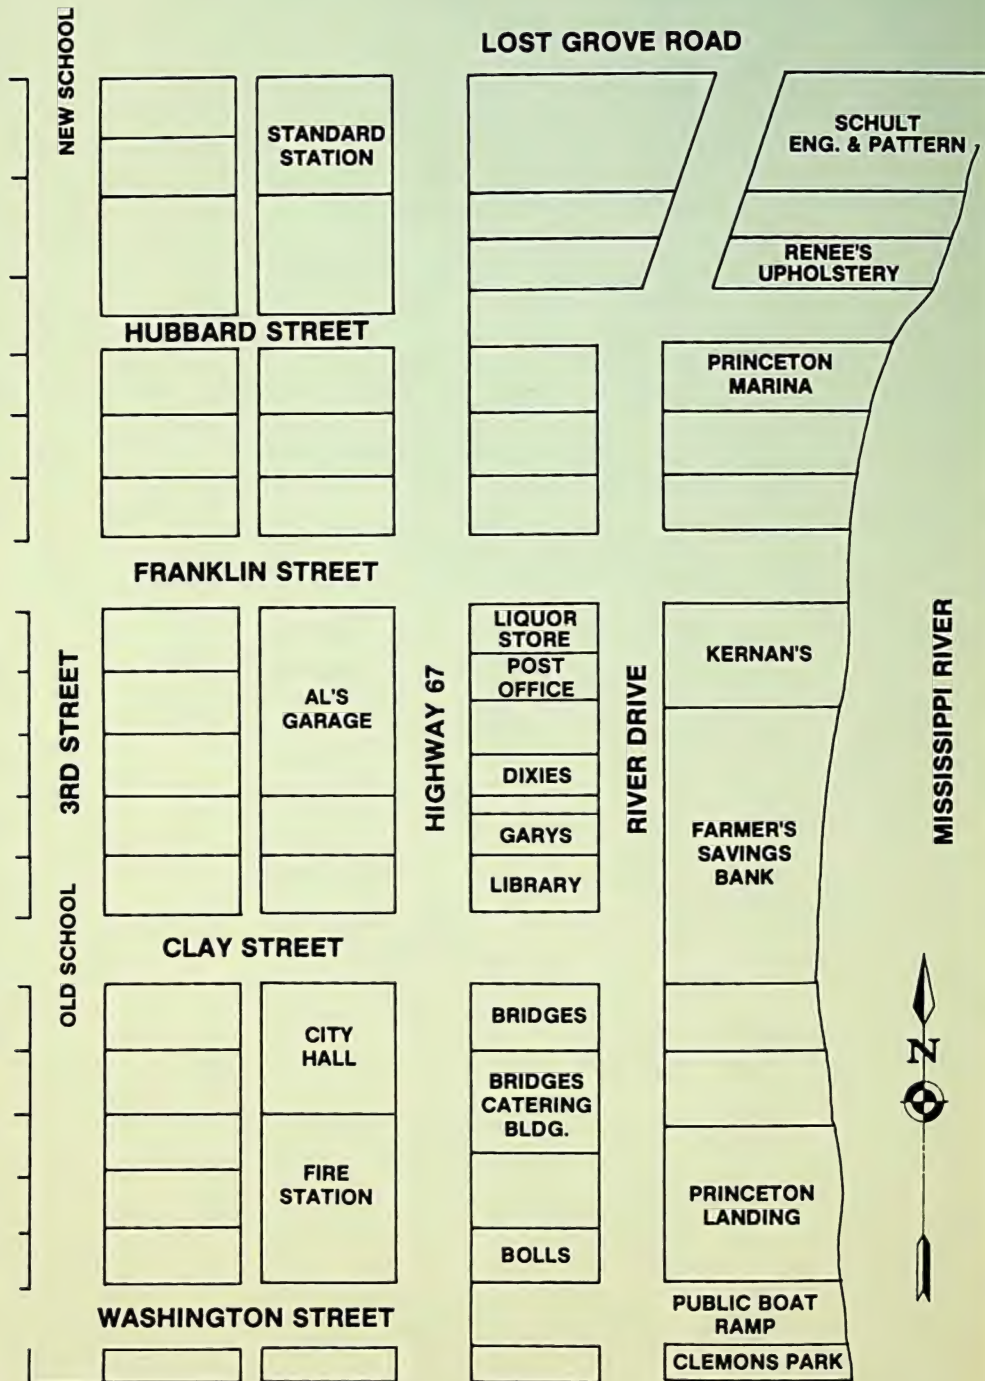 LOST GROVE ROAD
NEW SCHOOL
STANDARD
STATION
SCHULT
ENG. & PATTERN
RENEE'S
UPHOLSTERY
HUBBARD STREET
PRINCETON
MARINA
FRANKLIN STREET
3RD STREET
AL'S
GARAGE
HIGHWAY 67
LIQUOR
STORE
POST
OFFICE
DIXIES
GARYS
LIBRARY
RIVER DRIVE
KERNAN'S
FARMER'S
SAVINGS
BANK
MISSISSIPPI RIVER
OLD SCHOOL
CLAY STREET
CITY
HALL
FIRE
STATION
BRIDGES
BRIDGES
CATERING
BLDG.
BOLLS
PRINCETON
LANDING
N
WASHINGTON STREET
PUBLIC BOAT
RAMP
CLEMONS PARK